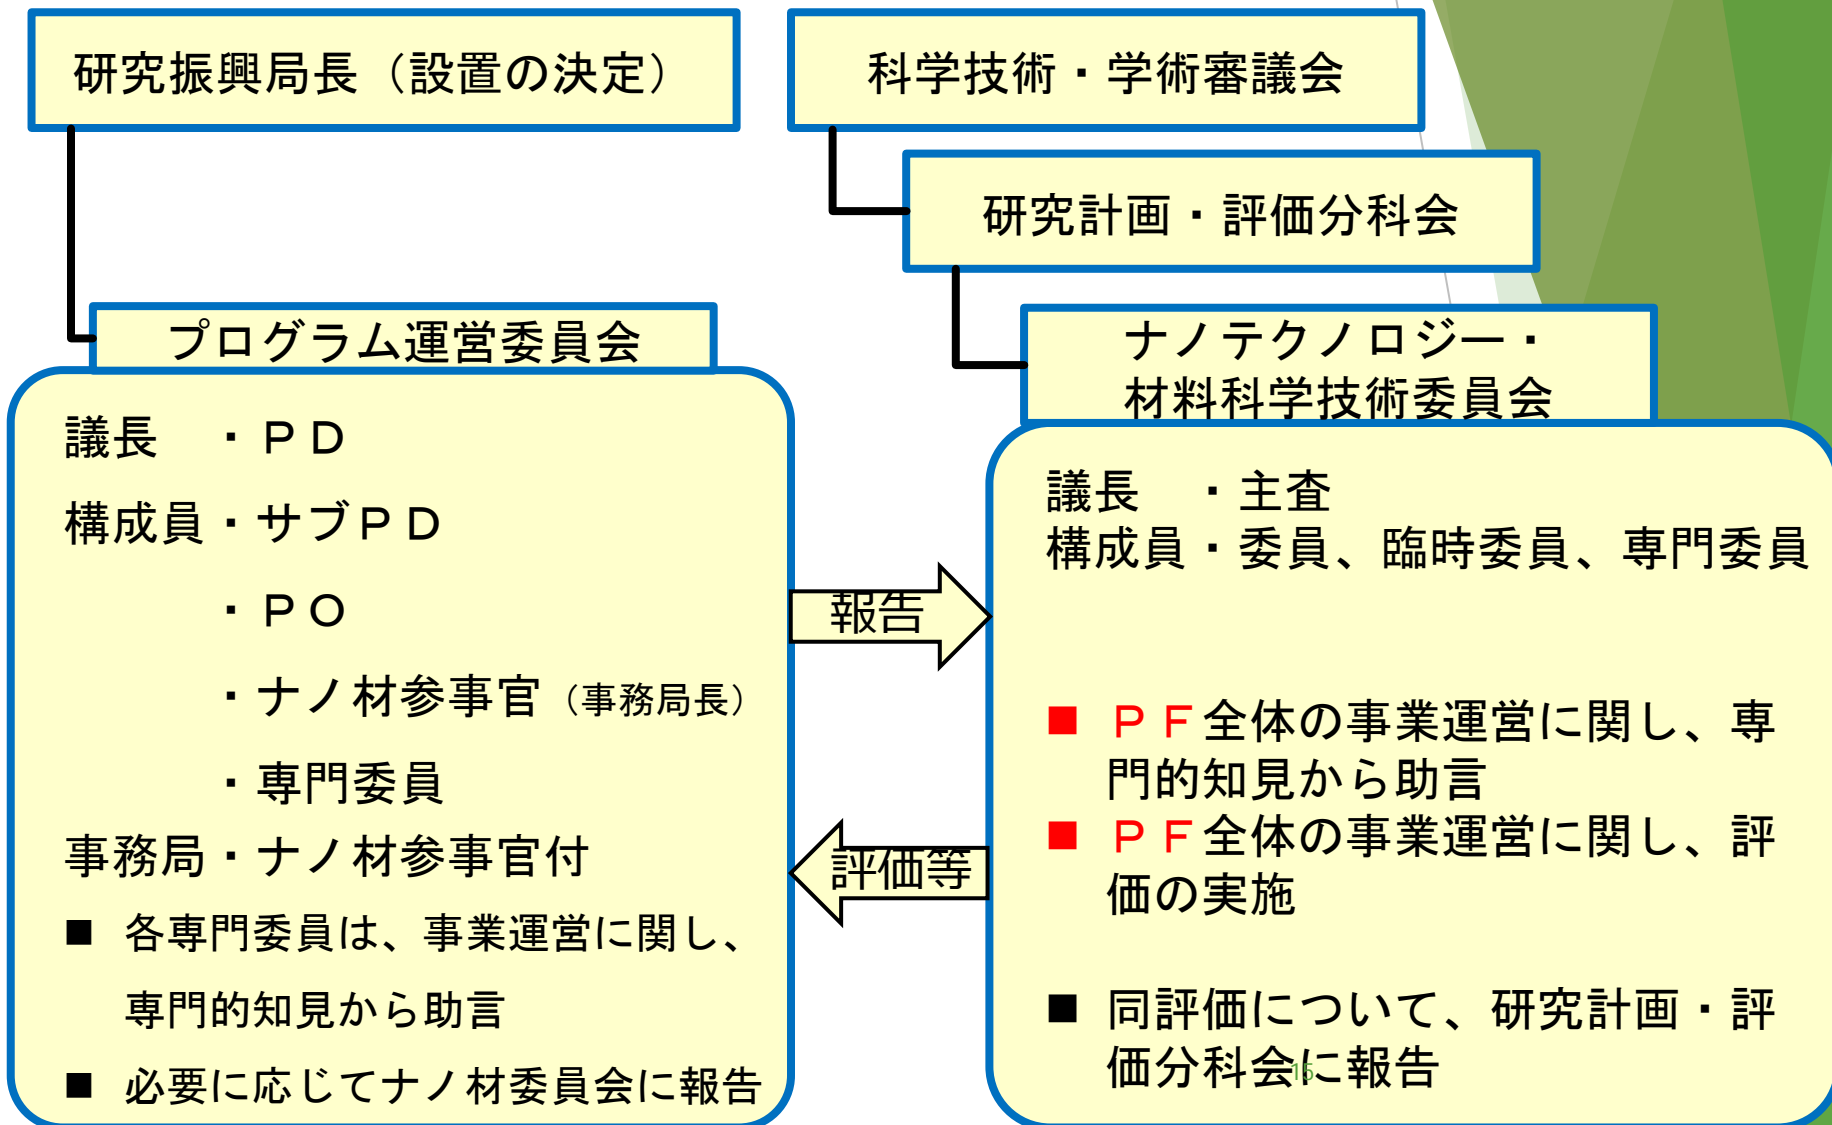 研究振興局長（設置の決定）
プログラム運営委員会
議長　・ＰＤ
構成員・サブＰＤ
・ＰＯ
・ナノ材参事官（事務局長）
・専門委員
事務局・ナノ材参事官付
■ 各専門委員は、事業運営に関し、
専門的知見から助言
■ 必要に応じてナノ材委員会に報告
報告
評価等
科学技術・学術審議会
研究計画・評価分科会
ナノテクノロジー・
材料科学技術委員会
議長　・主査
構成員・委員、臨時委員、専門委員
■ ＰＦ全体の事業運営に関し、専
門的知見から助言
■ ＰＦ全体の事業運営に関し、評
価の実施
■ 同評価について、研究計画・評
価分科会に報告
15